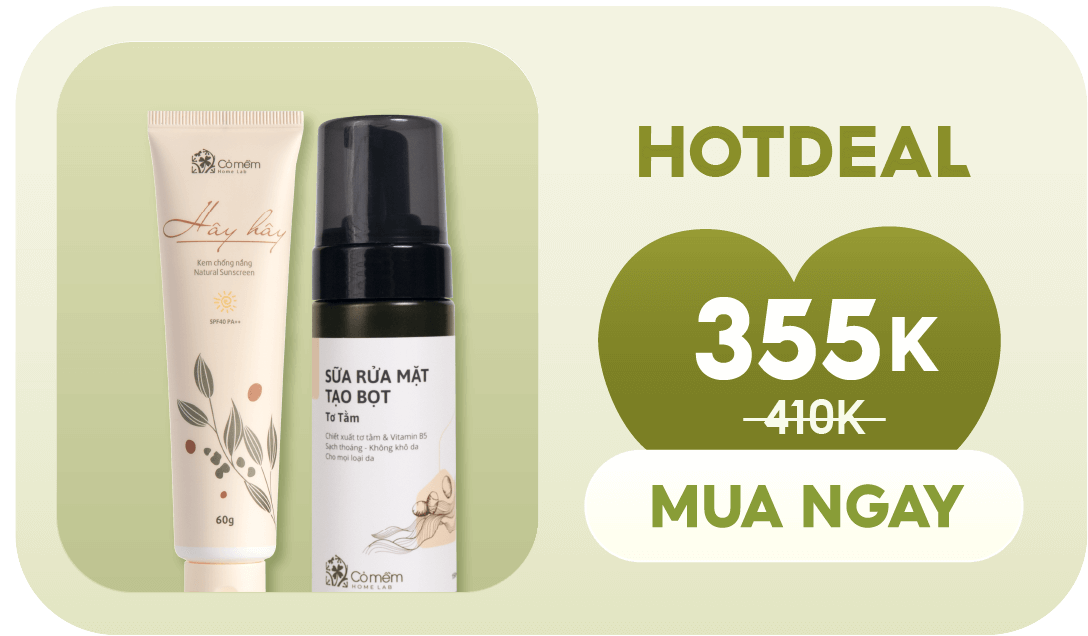 Cỏ mềm
Home Lab
Hây hây
Kem chống nắng
Natural Sunscreen
SPF40 PA++
60g
SỮA RỬA MẶT
TẠO BỌT
Tơ Tằm
Chiết xuất tơ tằm & Vitamin B5
Sạch thoáng - Không khô da
Cho mọi loại da
Cỏ mềm
HOME LAB
HOTDEAL
355K
410K
MUA NGAY